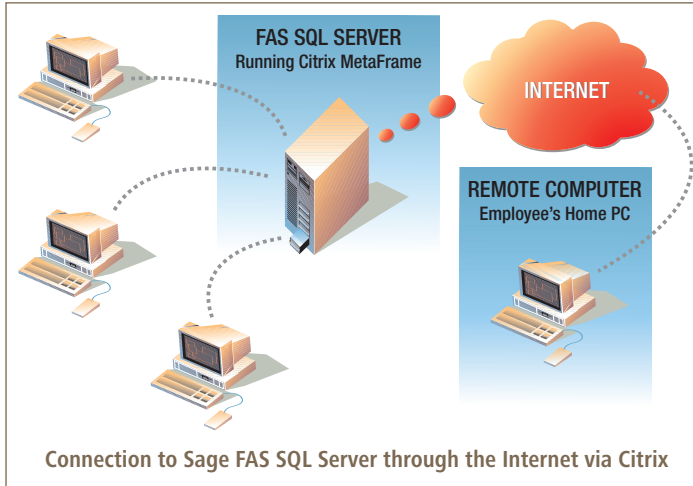 FAS SQL SERVER
Running Citrix MetaFrame
INTERNET
REMOTE COMPUTER
Employee's Home PC
Connection to Sage FAS SQL Server through the Internet via Citrix